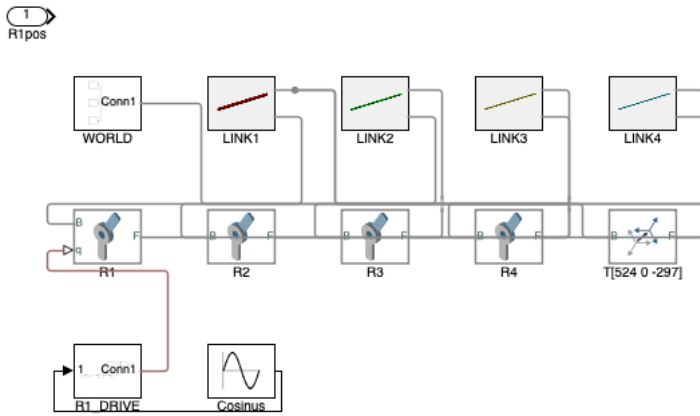 1
R1pos
Conn1
WORLD
LINK1
LINK2
LINK3
LINK4
B
q
F
R1
B
F
R2
B
F
R3
B
F
R4
B
F
T[524 0 -297]
1
Conn1
R1_DRIVE
Cosinus